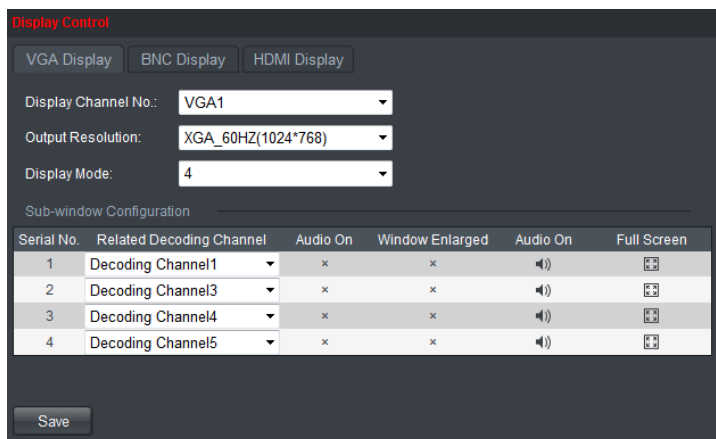 Display Control
VGA Display BNC Display HDMI Display
Display Channel No.: VGA1
Output Resolution: XGA_60HZ(1024*768)
Display Mode: 4
Sub-window Configuration
Serial No. Related Decoding Channel Audio On Window Enlarged Audio On Full Screen
1 Decoding Channel1 × ×
2 Decoding Channel3 × ×
3 Decoding Channel4 × ×
4 Decoding Channel5 × ×
Save